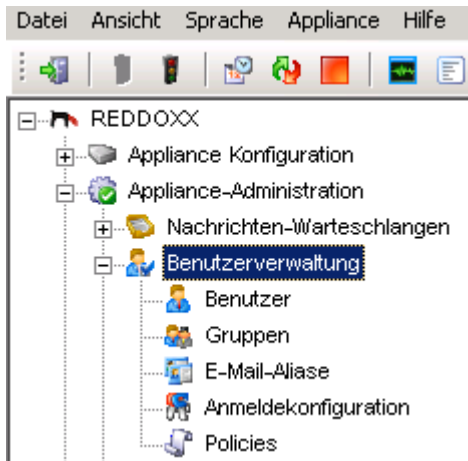 Datei Ansicht Sprache Appliance Hilfe
REDDOXX
Appliance Konfiguration
Appliance-Administration
Nachrichten-Warteschlangen
Benutzerverwaltung
Benutzer
Gruppen
E-Mail-Aliase
Anmeldekonfiguration
Policies